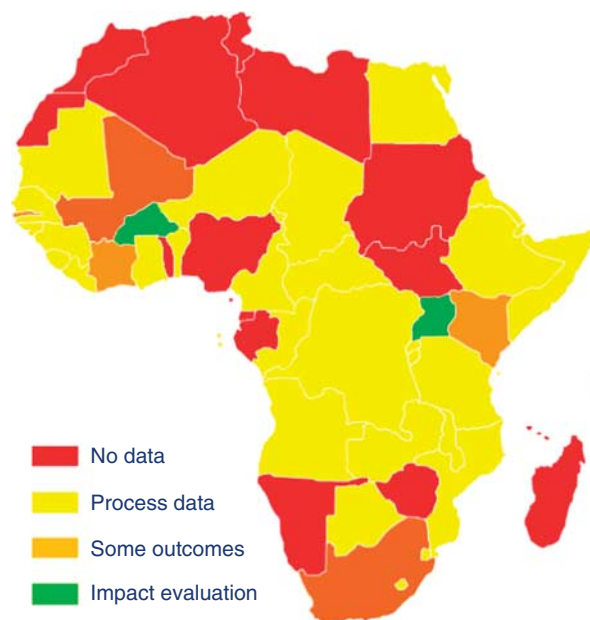 No data
Process data
Some outcomes
Impact evaluation